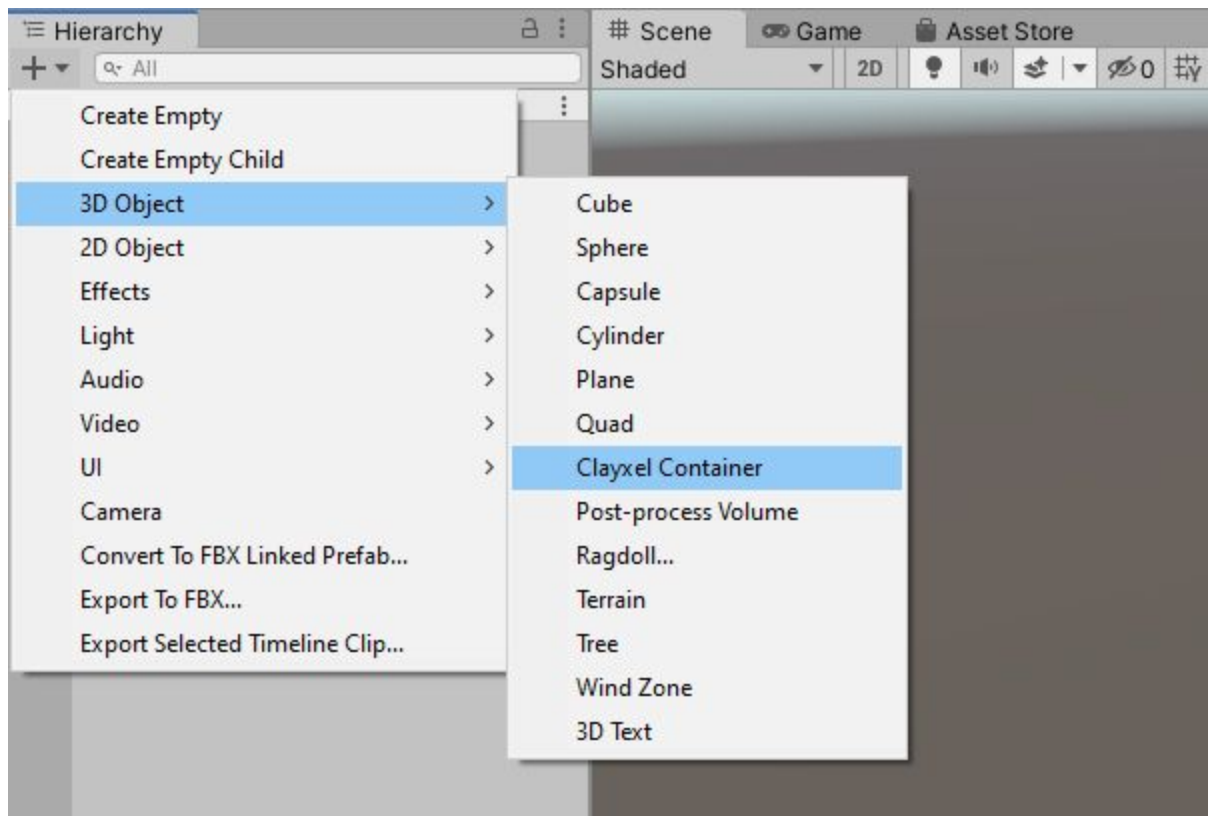 Hierarchy
All
Create Empty
Create Empty Child
3D Object
2D Object
Effects
Light
Audio
Video
UI
Camera
Convert To FBX Linked Prefab...
Export To FBX...
Export Selected Timeline Clip...
Cube
Sphere
Capsule
Cylinder
Plane
Quad
Clayxel Container
Post-process Volume
Ragdoll...
Terrain
Tree
Wind Zone
3D Text
Scene
Game
Asset Store
Shaded
2D
0
Y